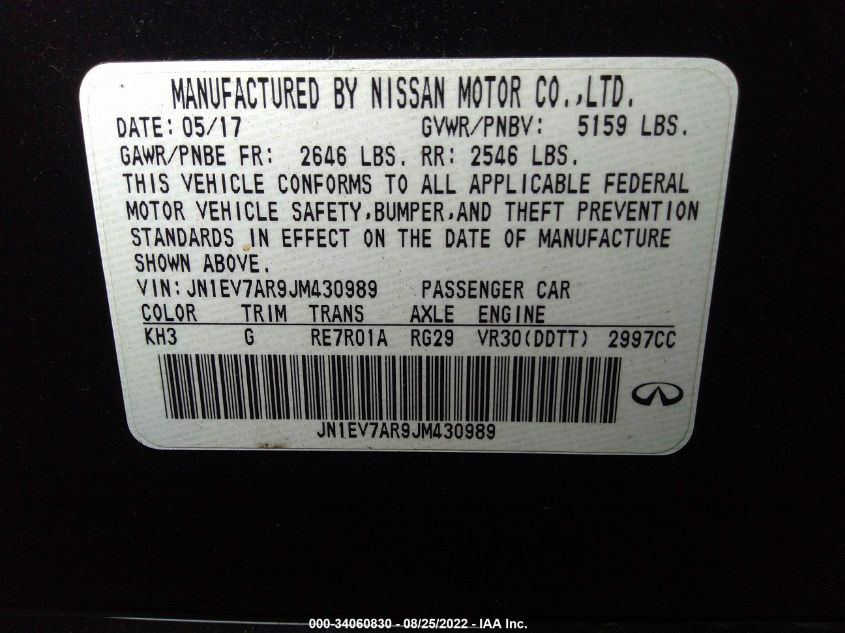 MANUFACTURED BY NISSAN MOTOR CO.,LTD.
DATE: 05/17 GVWR/PNBV: 5159 LBS.
GAWR/PNBE FR: 2646 LBS. RR: 2546 LBS.
THIS VEHICLE CONFORMS TO ALL APPLICABLE FEDERAL
MOTOR VEHICLE SAFETY,BUMPER,AND THEFT PREVENTION
STANDARDS IN EFFECT ON THE DATE OF MANUFACTURE
SHOWN ABOVE.
VIN:JN1EV7AR9JM430989 PASSENGER CAR
COLOR TRIM TRANS AXLE ENGINE
KH3 G RE7R01A RG29 VR30(DDTT) 2997CC
JN1EV7AR9JM430989
000-34060830 - 08/25/2022 - IAA Inc.